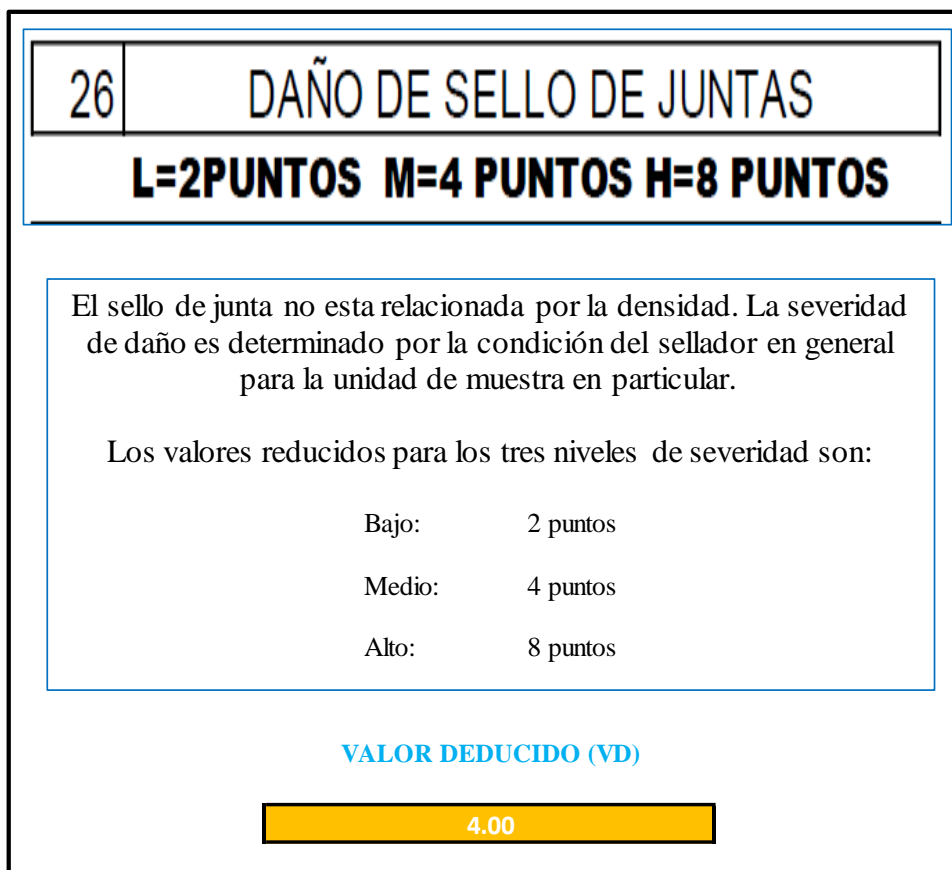 26 DAÑO DE SELLO DE JUNTAS
L=2PUNTOS M=4 PUNTOS H=8 PUNTOS
El sello de junta no esta relacionada por la densidad. La severidad
de daño es determinado por la condición del sellador en general
para la unidad de muestra en particular.
Los valores reducidos para los tres niveles de severidad son:
Bajo: 2 puntos
Medio: 4 puntos
Alto: 8 puntos
VALOR DEDUCIDO (VD)
4.00